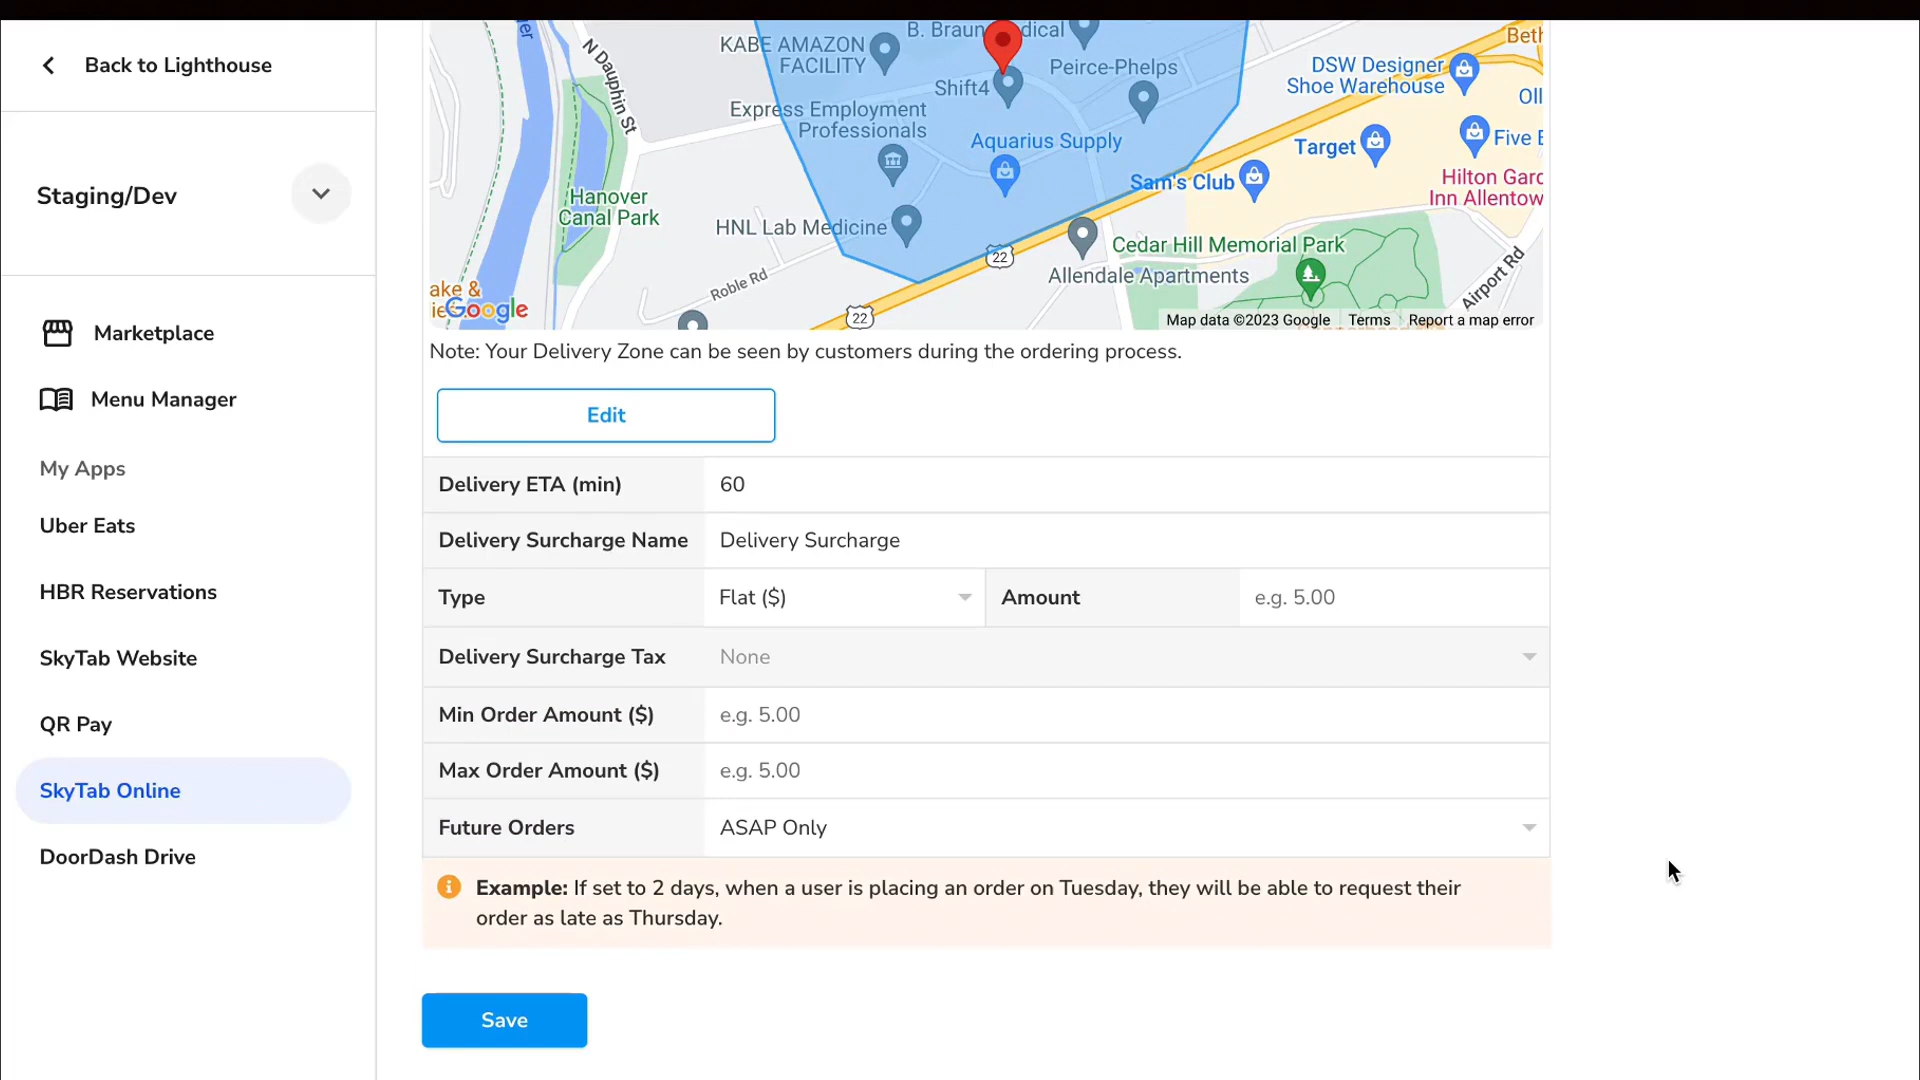 Back to Lighthouse
Staging/Dev
Marketplace
Menu Manager
My Apps
Uber Eats
HBR Reservations
SkyTab Website
QR Pay
SkyTab Online
DoorDash Drive
er
N Dauphin St
KABE AMAZON
FACILITY
B. Braun
dical
Shift4
Peirce-Phelps
Express Employment
Professionals
Aquarius Supply
Hanover
Canal Park
HNL Lab Medicine
Roble Rd
22
22
DSW Designer
Shoe Warehouse
Beth
Oll
Target
Five
Sam's Club
Hilton Gard
Inn Allentow
Cedar Hill Memorial Park
Allendale Apartments
Airport Rd
ake &
Google
Map data ©2023 Google
Terms
Report a map error
Note: Your Delivery Zone can be seen by customers during the ordering process.
Edit
Delivery ETA (min) 60
Delivery Surcharge Name Delivery Surcharge
Type Flat ($) Amount e.g. 5.00
Delivery Surcharge Tax None
Min Order Amount ($) e.g. 5.00
Max Order Amount ($) e.g. 5.00
Future Orders ASAP Only
Example: If set to 2 days, when a user is placing an order on Tuesday, they will be able to request their
order as late as Thursday.
Save